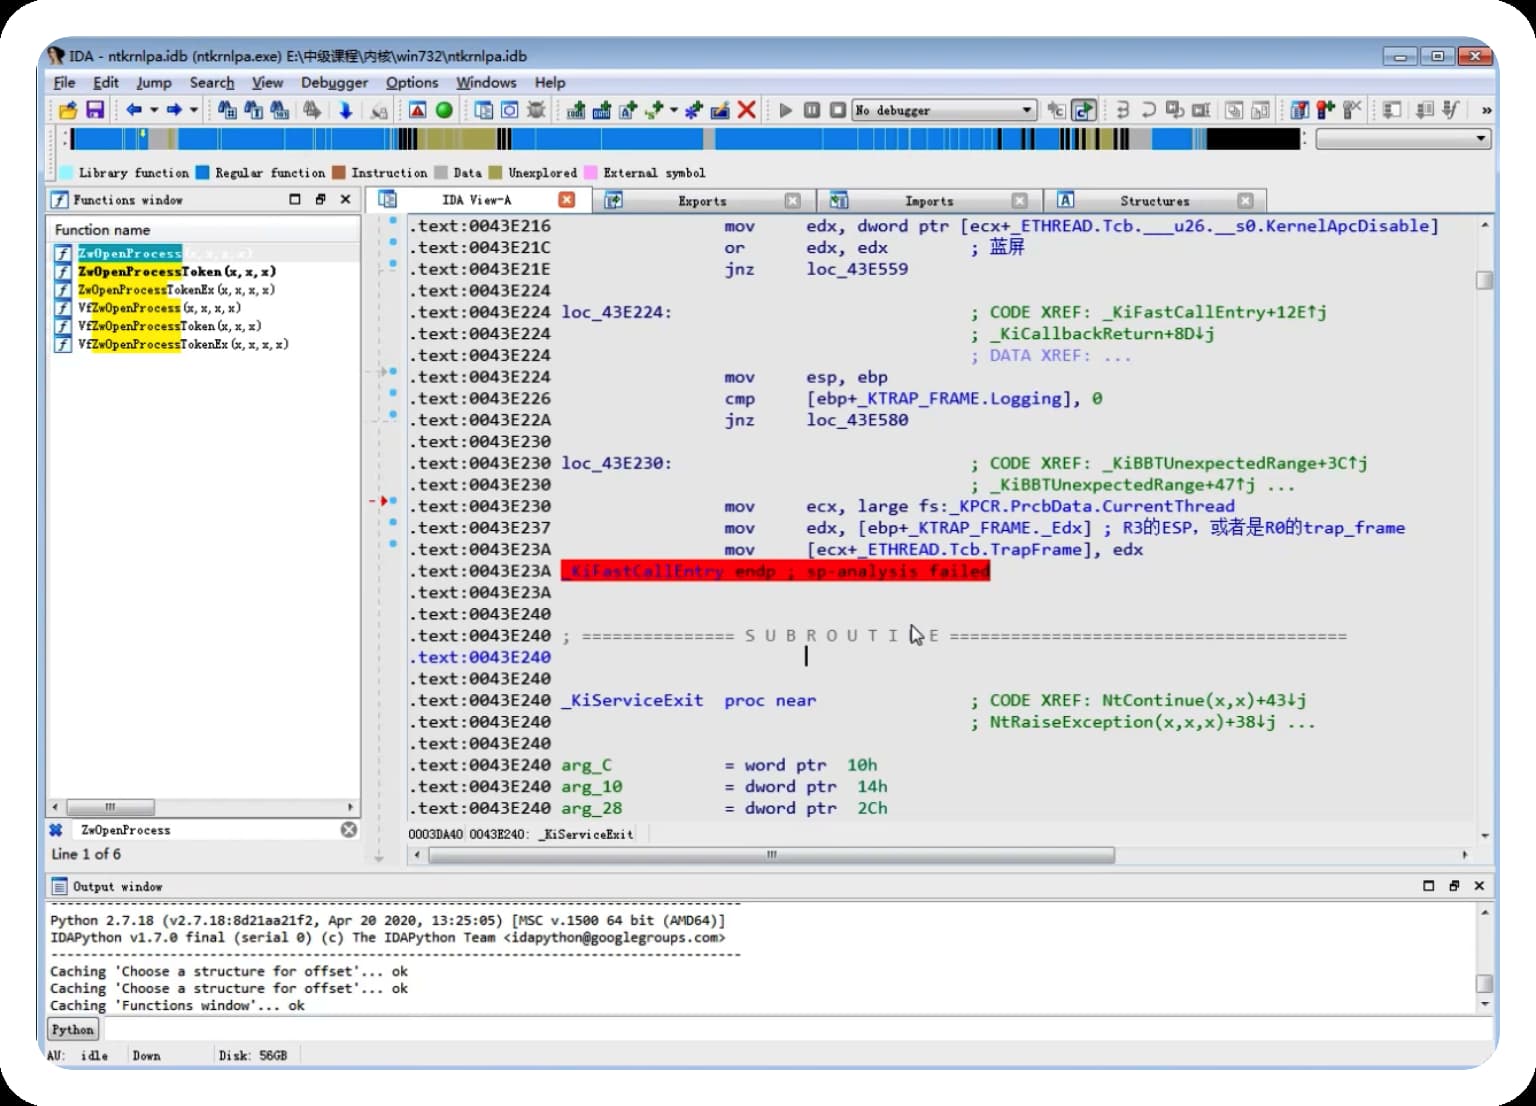 IDA - ntkrnlpa.idb (ntkrnlpa.exe) E:\中级课程\内核\win732\ntkrnlpa.idb
File Edit Jump Search View Debugger Options Windows Help
No debugger
Library function Regular function Instruction Data Unexplored External symbol
Functions window
IDA View-A Exports Imports Structures
Function name
ZwOpenProcess(x,x,x,x)
ZwOpenProcessToken(x,x,x)
ZwOpenProcessTokenEx(x,x,x,x)
VfZwOpenProcess(x,x,x,x)
VfZwOpenProcessToken(x,x,x)
VfZwOpenProcessTokenEx(x,x,x,x)
ZwOpenProcess
Line 1 of 6
.text:0043E216 mov edx, dword ptr [ecx+_ETHREAD.Tcb.___u26.__s0.KernelApcDisable]
.text:0043E21C or edx, edx ; 蓝屏
.text:0043E21E jnz loc_43E559
.text:0043E224
.text:0043E224 loc_43E224: ; CODE XREF: _KiFastCallEntry+12E↑j
.text:0043E224 ; _KiCallbackReturn+8D↓j
.text:0043E224 ; DATA XREF: ...
.text:0043E224 mov esp, ebp
.text:0043E226 cmp [ebp+_KTRAP_FRAME.Logging], 0
.text:0043E22A jnz loc_43E580
.text:0043E230
.text:0043E230 loc_43E230: ; CODE XREF: _KiBBTUnexpectedRange+3C↑j
.text:0043E230 ; _KiBBTUnexpectedRange+47↑j ...
.text:0043E230 mov ecx, large fs:_KPCR.PrcbData.CurrentThread
.text:0043E237 mov edx, [ebp+_KTRAP_FRAME._Edx] ; R3的ESP，或者是R0的trap_frame
.text:0043E23A mov [ecx+_ETHREAD.Tcb.TrapFrame], edx
.text:0043E23A _KiFastCallEntry endp ; sp-analysis failed
.text:0043E23A
.text:0043E240
.text:0043E240 ; =============== S U B R O U T I N E =======================================
.text:0043E240
.text:0043E240
.text:0043E240 _KiServiceExit proc near ; CODE XREF: NtContinue(x,x)+43↓j
.text:0043E240 ; NtRaiseException(x,x,x)+38↓j ...
.text:0043E240
.text:0043E240 arg_C = word ptr 10h
.text:0043E240 arg_10 = dword ptr 14h
.text:0043E240 arg_28 = dword ptr 2Ch
0003DA40 0043E240: _KiServiceExit
Output window
Python 2.7.18 (v2.7.18:8d21aa21f2, Apr 20 2020, 13:25:05) [MSC v.1500 64 bit (AMD64)]
IDAPython v1.7.0 final (serial 0) (c) The IDAPython Team <idapython@googlegroups.com>
Caching 'Choose a structure for offset'... ok
Caching 'Choose a structure for offset'... ok
Caching 'Functions window'... ok
Python
AU: idle Down Disk: 56GB